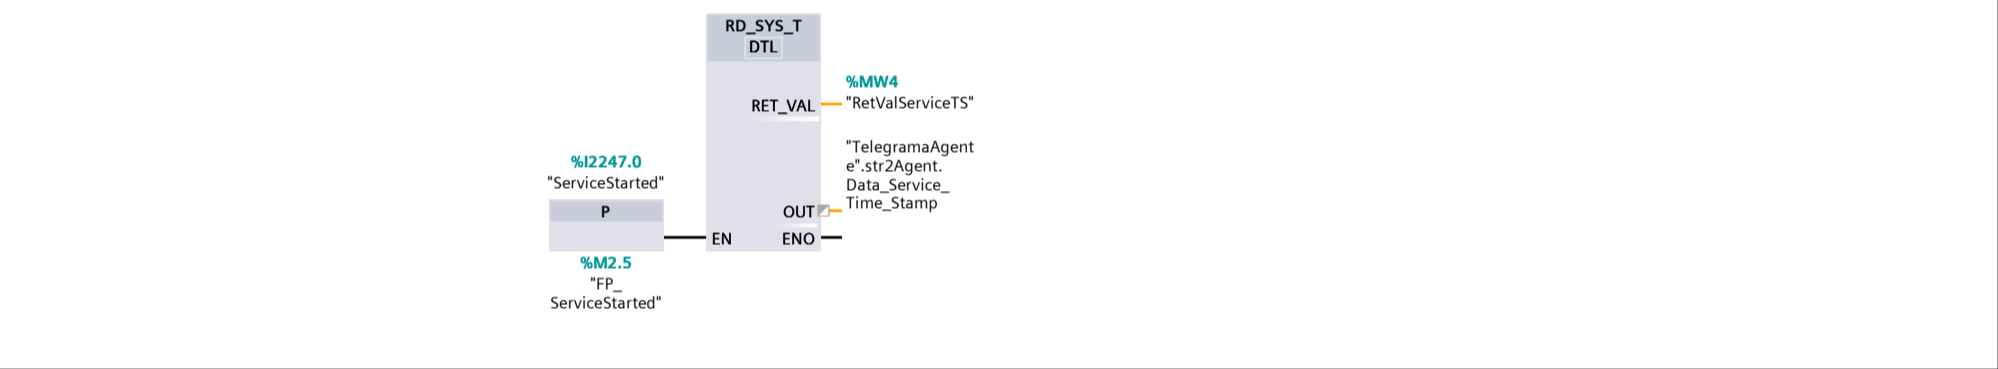 RD_SYS_T
DTL
%MW4
RET_VAL
"RetValServiceTS"
"TelegramaAgent
e".str2Agent.
Data_Service_
Time_Stamp
%I2247.0
"ServiceStarted"
P
OUT
EN
ENO
%M2.5
"FP_
ServiceStarted"